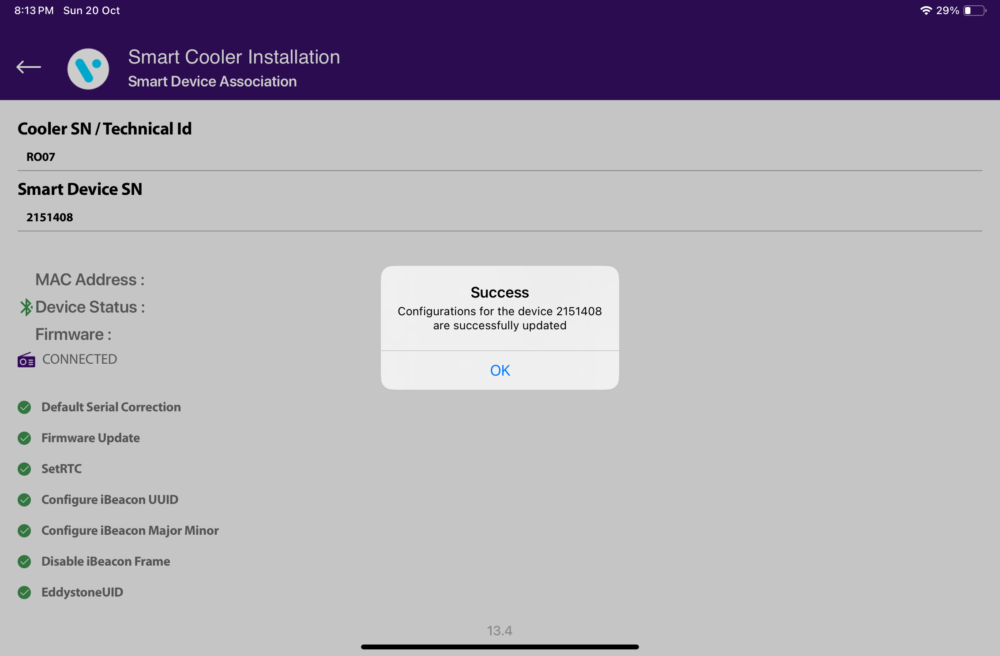 8:13 PM Sun 20 Oct 29%
Smart Cooler Installation
Smart Device Association
Cooler SN / Technical Id
RO07
Smart Device SN
2151408
MAC Address :
Device Status :
Firmware :
CONNECTED
Success
Configurations for the device 2151408
are successfully updated
OK
Default Serial Correction
Firmware Update
SetRTC
Configure iBeacon UUID
Configure iBeacon Major Minor
Disable iBeacon Frame
EddystoneUID
13.4